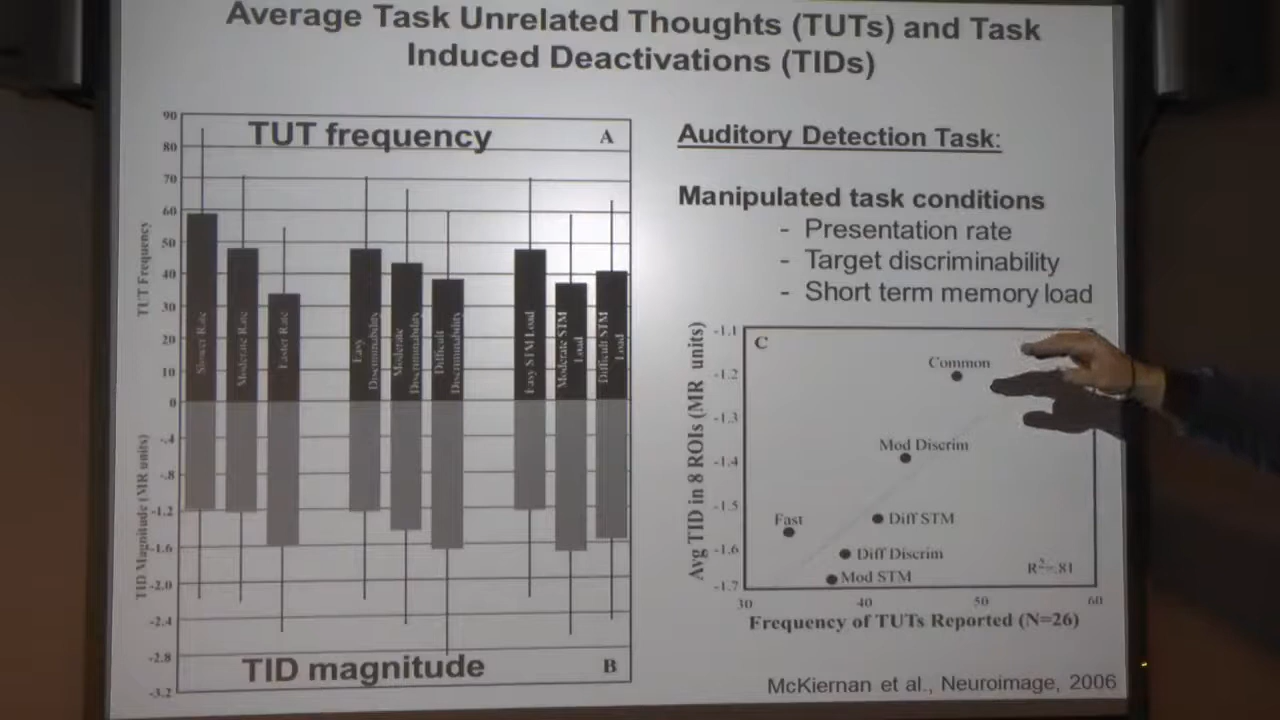 Average Task Unrelated Thoughts (TUTs) and Task
Induced Deactivations (TIDs)
TUT frequency
A
90
80
70
60
50
40
30
20
10
0
TUT Frequency
Slower Rate
Moderate Rate
Faster Rate
Easy
Discriminability
Moderate
Discriminability
Difficult
Discriminability
Easy STM Load
Moderate STM
Load
Difficult STM
Load
-.4
-.8
-1.2
-1.6
-2.0
-2.4
-2.8
-3.2
TID Magnitude (MR units)
TID magnitude
B
Auditory Detection Task:
Manipulated task conditions
- Presentation rate
- Target discriminability
- Short term memory load
C
-1.1
-1.2
-1.3
-1.4
-1.5
-1.6
-1.7
Avg TID in 8 ROIs (MR units)
Common
Mod Discrim
Fast
Diff STM
Diff Discrim
Mod STM
R²=.81
30
40
50
60
Frequency of TUTs Reported (N=26)
McKiernan et al., Neuroimage, 2006